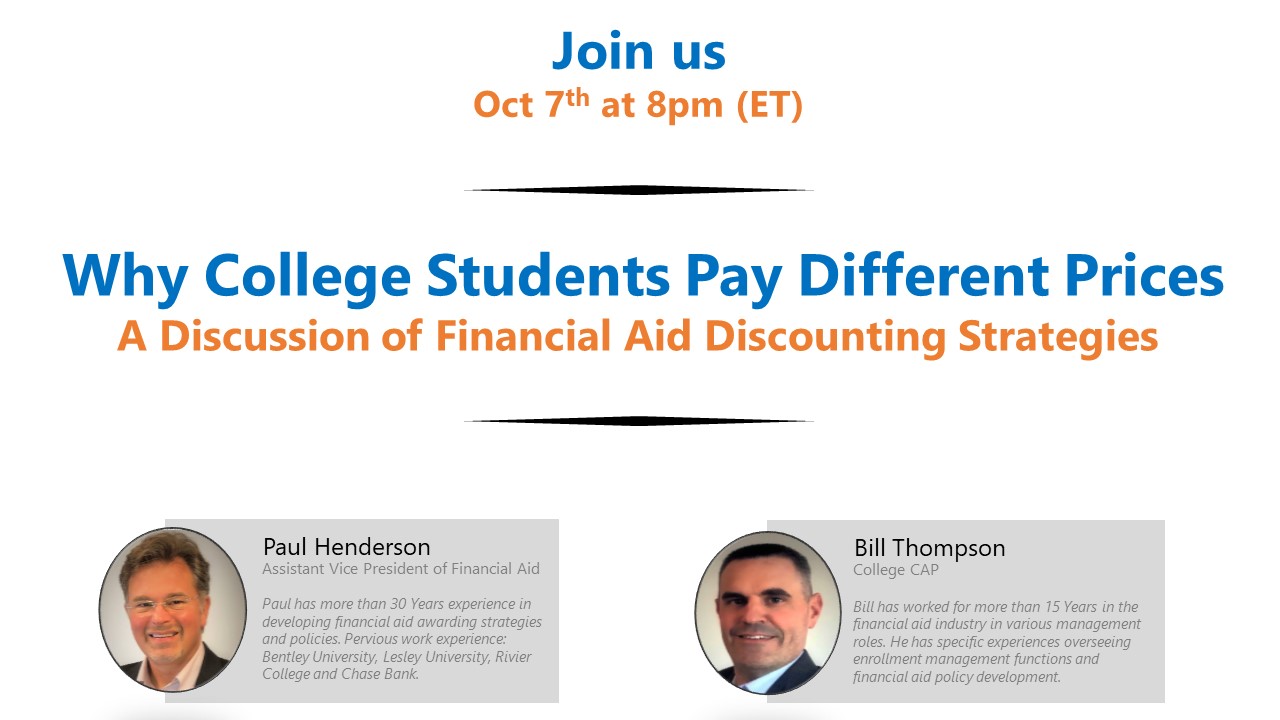 Join us
Oct 7th at 8pm (ET)
Why College Students Pay Different Prices
A Discussion of Financial Aid Discounting Strategies
Paul Henderson
Assistant Vice President of Financial Aid
Paul has more than 30 Years experience in
developing financial aid awarding strategies
and policies. Pervious work experience:
Bentley University, Lesley University, Rivier
College and Chase Bank.
Bill Thompson
College CAP
Bill has worked for more than 15 Years in the
financial aid industry in various management
roles. He has specific experiences overseeing
enrollment management functions and
financial aid policy development.